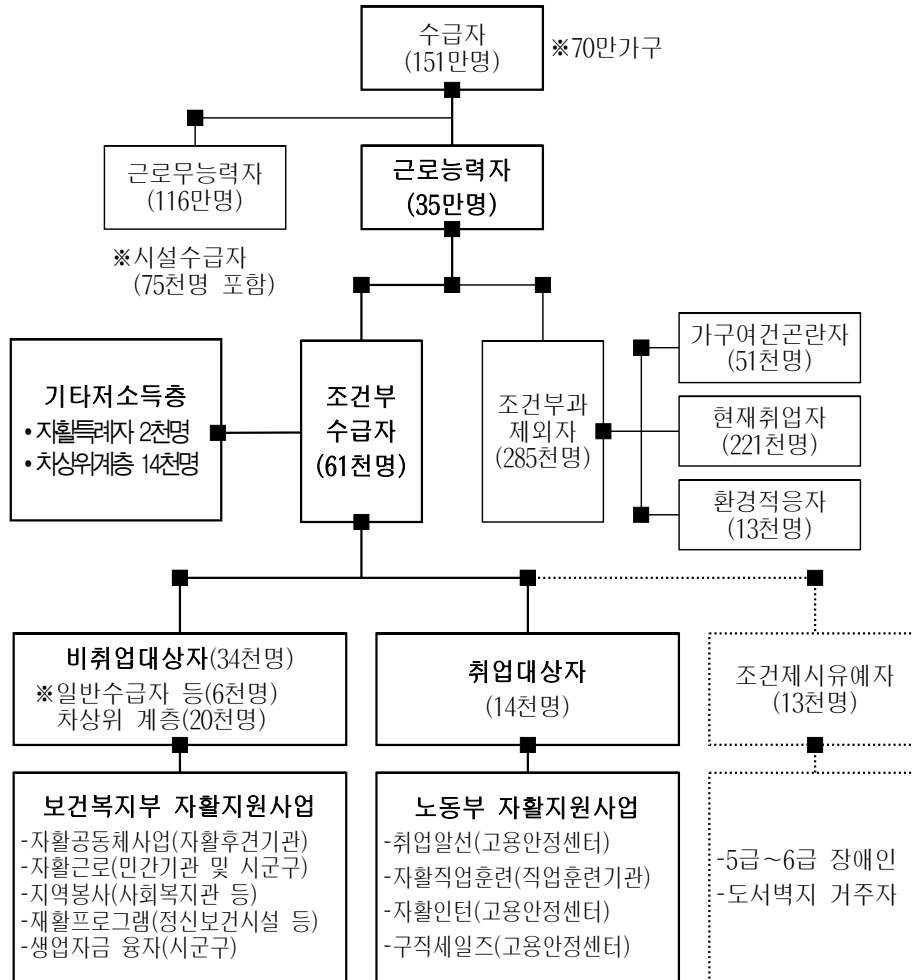 수급자
(151만명)
※70만가구
근로무능력자
(116만명)
근로능력자
(35만명)
※시설수급자
(75천명 포함)
기타저소득층
• 자활특례자 2천명
• 차상위계층 14천명
조건부
수급자
(61천명)
조건부과
제외자
(285천명)
가구여건곤란자
(51천명)
현재취업자
(221천명)
환경적응자
(13천명)
비취업대상자(34천명)
※일반수급자 등(6천명)
차상위 계층(20천명)
취업대상자
(14천명)
조건제시유예자
(13천명)
보건복지부 자활지원사업
-자활공동체사업(자활후견기관)
-자활근로(민간기관 및 시군구)
-지역봉사(사회복지관 등)
-재활프로그램(정신보건시설 등)
-생업자금 융자(시군구)
노동부 자활지원사업
-취업알선(고용안정센터)
-자활직업훈련(직업훈련기관)
-자활인턴(고용안정센터)
-구직세일즈(고용안정센터)
-5급~6급 장애인
-도서벽지 거주자